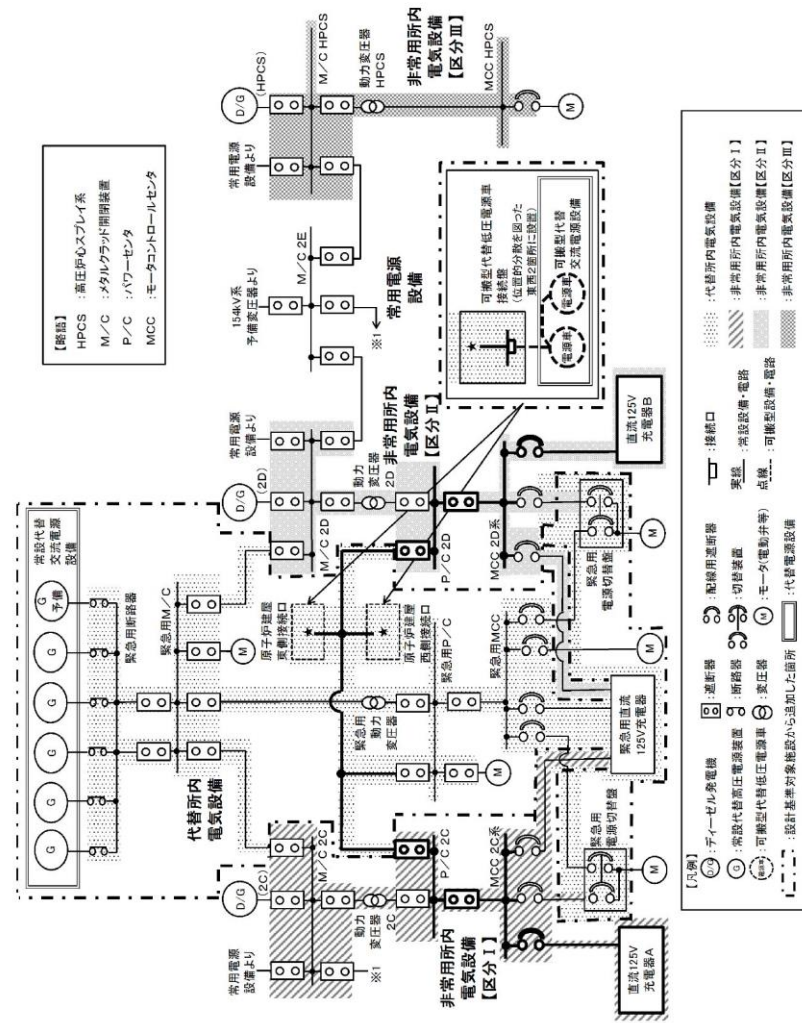 【略語】
HPCS :高圧炉心スプレイ系
M/C :メタルクラッド開閉装置
P/C :パワーセンタ
MCC :モータコントロールセンタ
常設代替
交流電源
設備
G
G
G
G
G
G
予備
緊急用断路器
緊急用M/C
M
代替所内
電気設備
常用電源
設備より
D/G
(2C)
M/C 2C
※1
動力
変圧器
2C
P/C 2C
非常用所内
電気設備
【区分Ⅰ】
MCC 2C系
直流125V
充電器A
緊急用
電源切替盤
M
緊急用
動力
変圧器
緊急用P/C
M
緊急用MCC
M
緊急用直流
125V充電器
原子炉建屋
東側接続口
原子炉建屋
西側接続口
D/G
(2D)
常用電源
設備より
M/C 2D
動力
変圧器
2D
P/C 2D
非常用所内
電気設備
【区分Ⅱ】
MCC 2D系
緊急用
電源切替盤
M
直流125V
充電器B
154kV系
予備変圧器より
M/C 2E
※1
常用電源
設備
可搬型代替低圧電源車
接続盤
(位置的分散を図った
東西2箇所に設置)
電源車
電源車
可搬型代替
交流電源設備
常用電源
設備より
D/G
(HPCS)
M/C HPCS
動力変圧器
HPCS
非常用所内
電気設備
【区分Ⅲ】
MCC HPCS
M
[凡例]
D/G :ディーゼル発電機
G :常設代替高圧電源装置
電源車 :可搬型代替低圧電源車
:設計基準対象施設から追加した箇所
:遮断器
:断路器
:変圧器
:配線用遮断器
:切替装置
M :モータ(電動弁等)
:代替電源設備
:接続口
実線 :常設設備・電路
点線 :可搬型設備・電路
:代替所内電気設備
:非常用所内電気設備【区分Ⅰ】
:非常用所内電気設備【区分Ⅱ】
:非常用所内電気設備【区分Ⅲ】